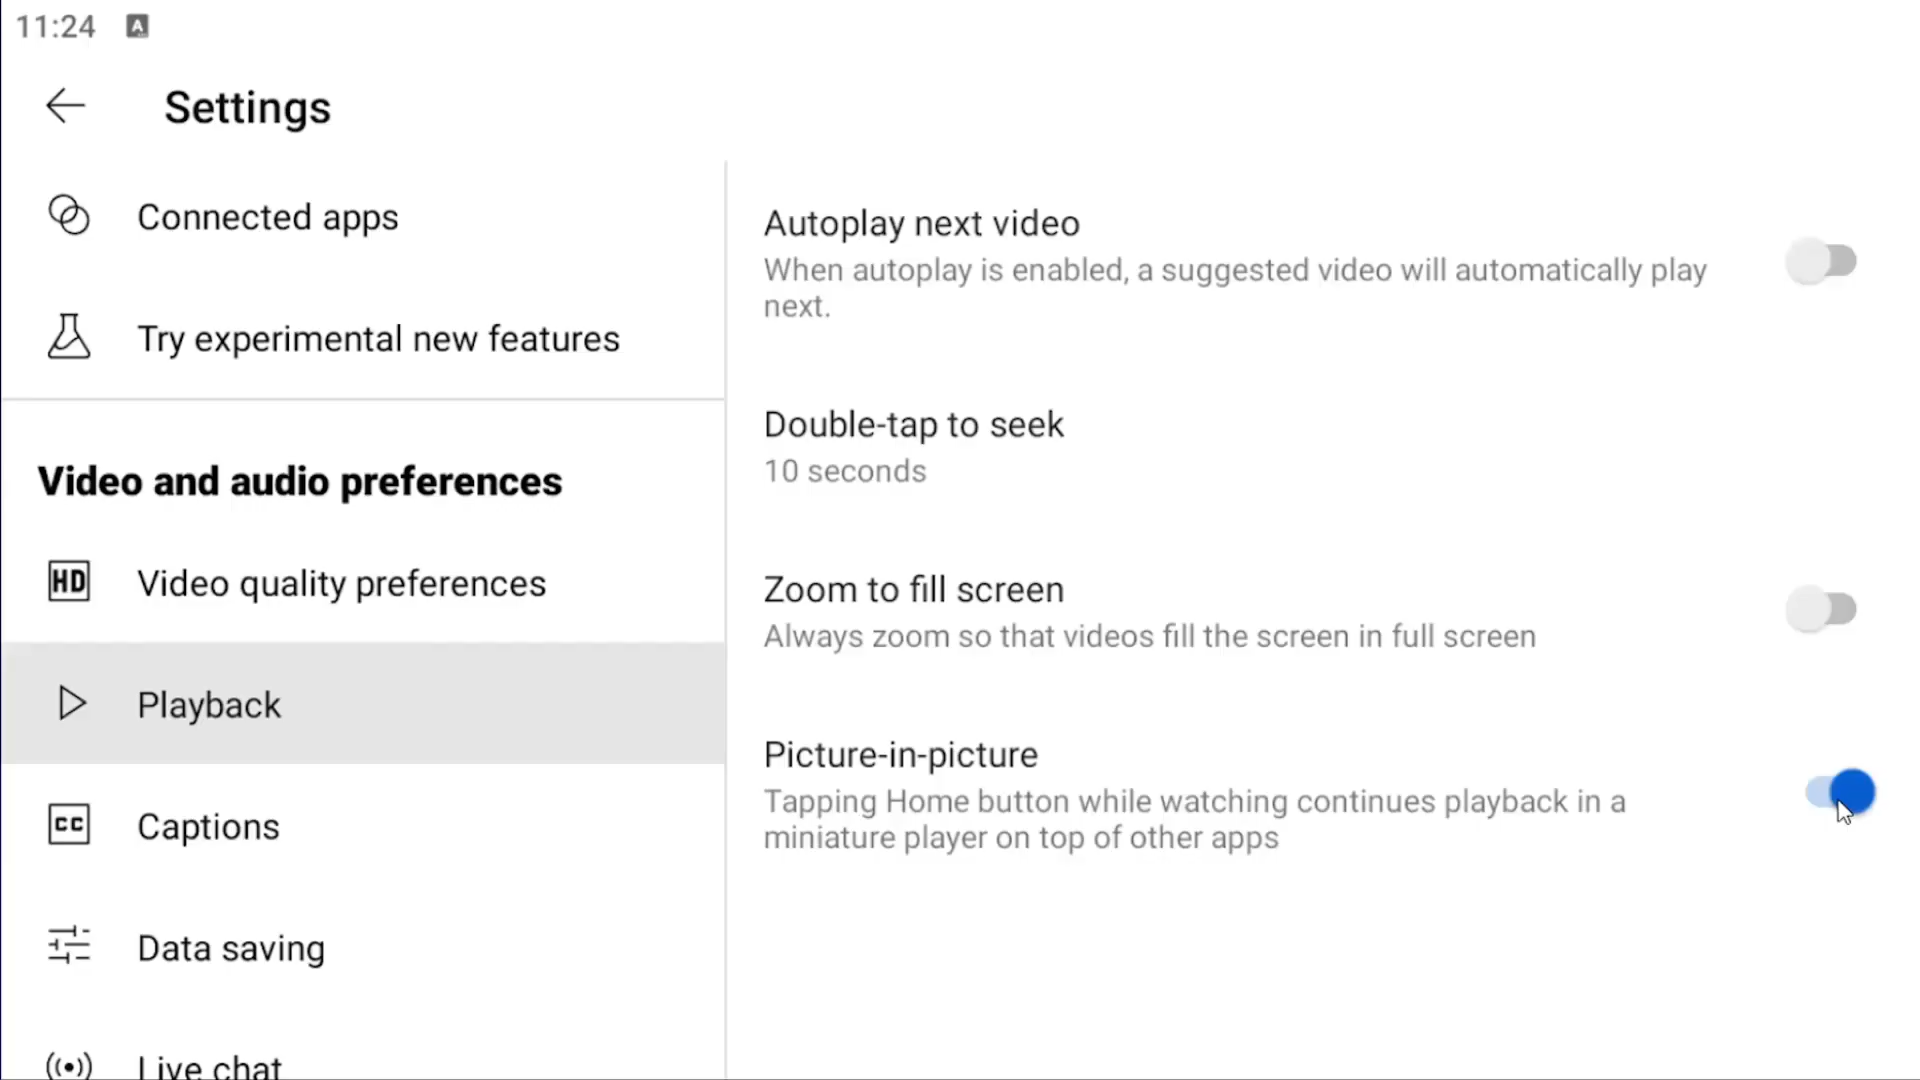 11:24 A
Settings
Connected apps
Try experimental new features
Video and audio preferences
HD Video quality preferences
Playback
CC Captions
Data saving
Live chat
Autoplay next video
When autoplay is enabled, a suggested video will automatically play
next.
Double-tap to seek
10 seconds
Zoom to fill screen
Always zoom so that videos fill the screen in full screen
Picture-in-picture
Tapping Home button while watching continues playback in a
miniature player on top of other apps